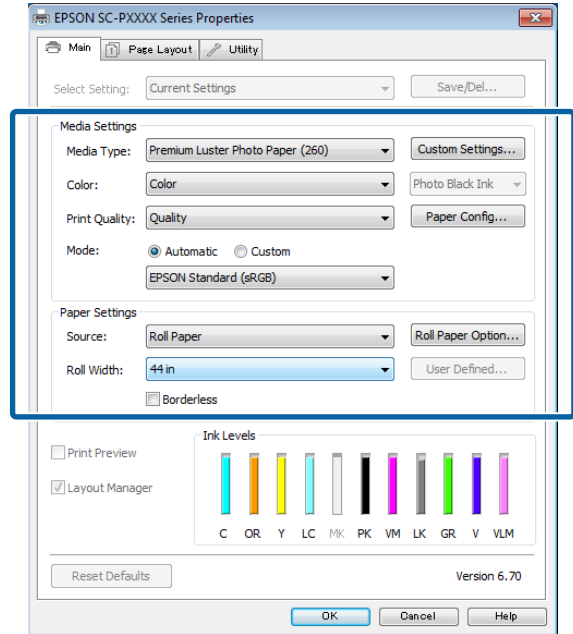 EPSON SC-PXXXX Series Properties
Main Page Layout Utility
Select Setting: Current Settings Save/Del...
Media Settings
Media Type: Premium Luster Photo Paper (260) Custom Settings...
Color: Color Photo Black Ink
Print Quality: Quality Paper Config...
Mode: Automatic Custom
EPSON Standard (sRGB)
Paper Settings
Source: Roll Paper Roll Paper Option...
Roll Width: 44 in User Defined...
Borderless
Ink Levels
Print Preview
Layout Manager
C OR Y LC MK PK VM LK GR V VLM
Reset Defaults Version 6.70
OK Cancel Help